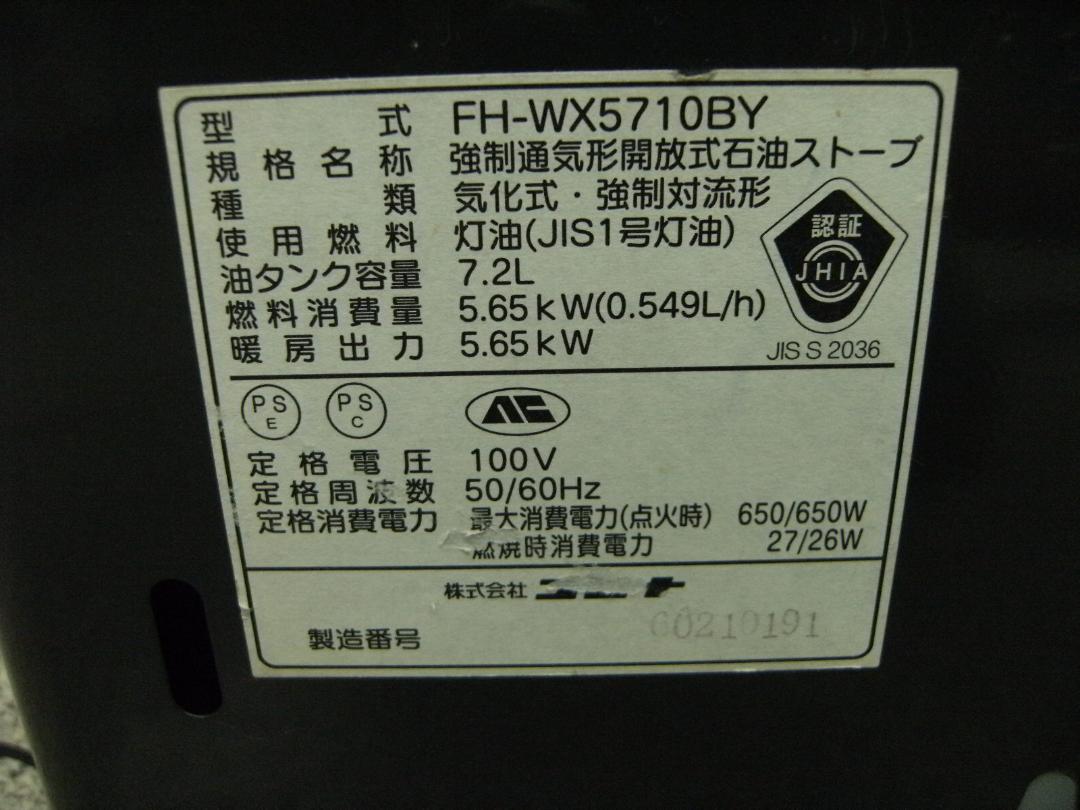 型式 FH-WX5710BY
規格名称 強制通気形開放式石油ストーブ
種類 気化式・強制対流形
使用燃料 灯油(JIS1号灯油)
油タンク容量 7.2L
燃料消費量 5.65kW(0.549L/h)
暖房出力 5.65kW
認証
JHIA
JIS S 2036
PS E
PS C
定格電圧 100V
定格周波数 50/60Hz
定格消費電力 最大消費電力(点火時) 650/650W
燃焼時消費電力 27/26W
株式会社
製造番号 60210191